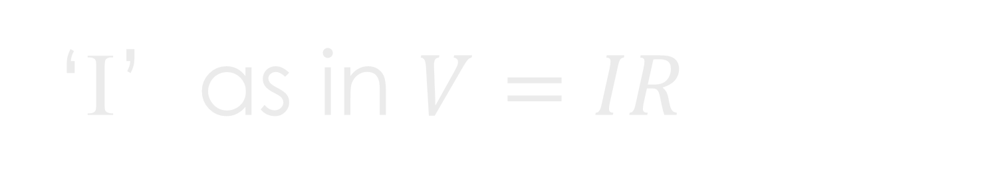 ‘I’ as in V = IR